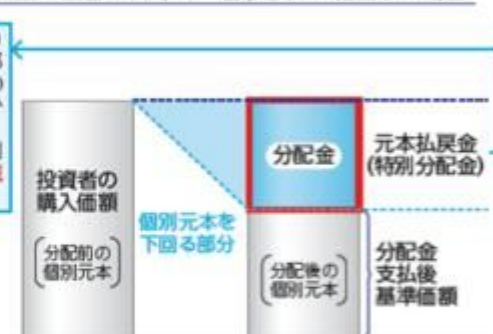 分配金
元本払戻金
(特別分配金)
投資者の
購入価額
(分配前の
個別元本)
個別元本を
下回る部分
(分配後の
個別元本)
分配金
支払後
基準価額